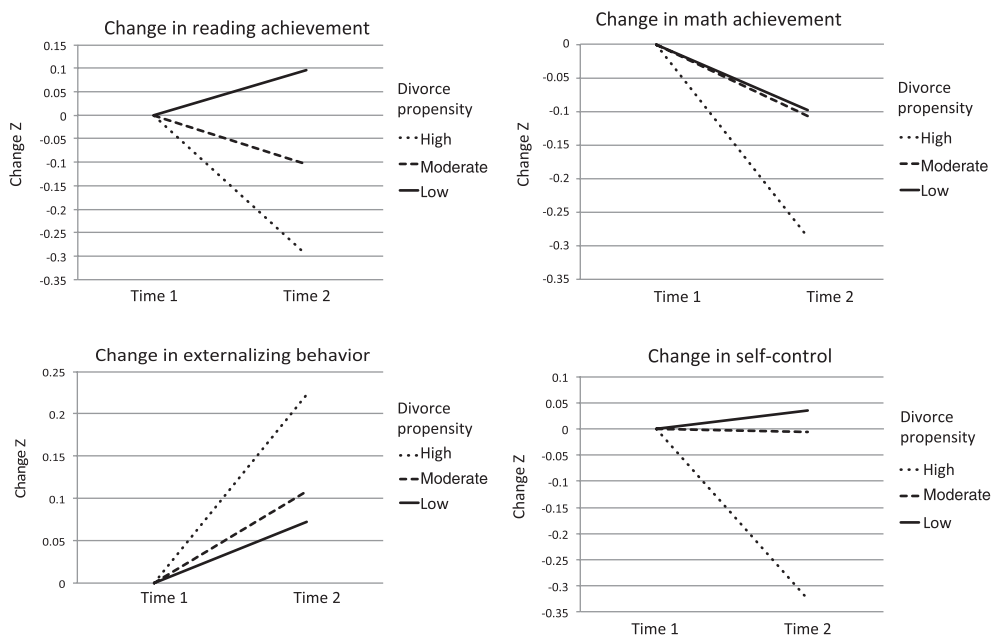 Change in reading achievement
0.15
0.1
0.05
0
-0.05
-0.1
-0.15
-0.2
-0.25
-0.3
-0.35
Change Z
Time 1
Time 2
Divorce
propensity
High
Moderate
Low
Change in math achievement
0
-0.05
-0.1
-0.15
-0.2
-0.25
-0.3
-0.35
Change Z
Time 1
Time 2
Divorce
propensity
High
Moderate
Low
Change in externalizing behavior
0.25
0.2
0.15
0.1
0.05
0
Change Z
Time 1
Time 2
Divorce
propensity
High
Moderate
Low
Change in self-control
0.1
0.05
0
-0.05
-0.1
-0.15
-0.2
-0.25
-0.3
-0.35
Change Z
Time 1
Time 2
Divorce
propensity
High
Moderate
Low